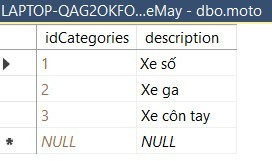 LAPTOP-QAG2OKFO...eMay - dbo.moto
idCategories description
1 Xe số
2 Xe ga
3 Xe côn tay
NULL NULL